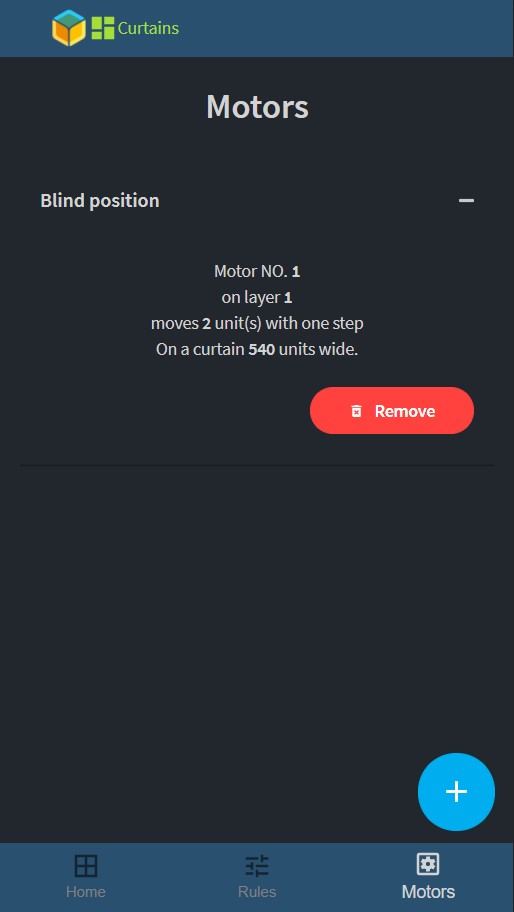 Curtains
Motors
Blind position
Motor NO. 1
on layer 1
moves 2 unit(s) with one step
On a curtain 540 units wide.
Remove
Home
Rules
Motors